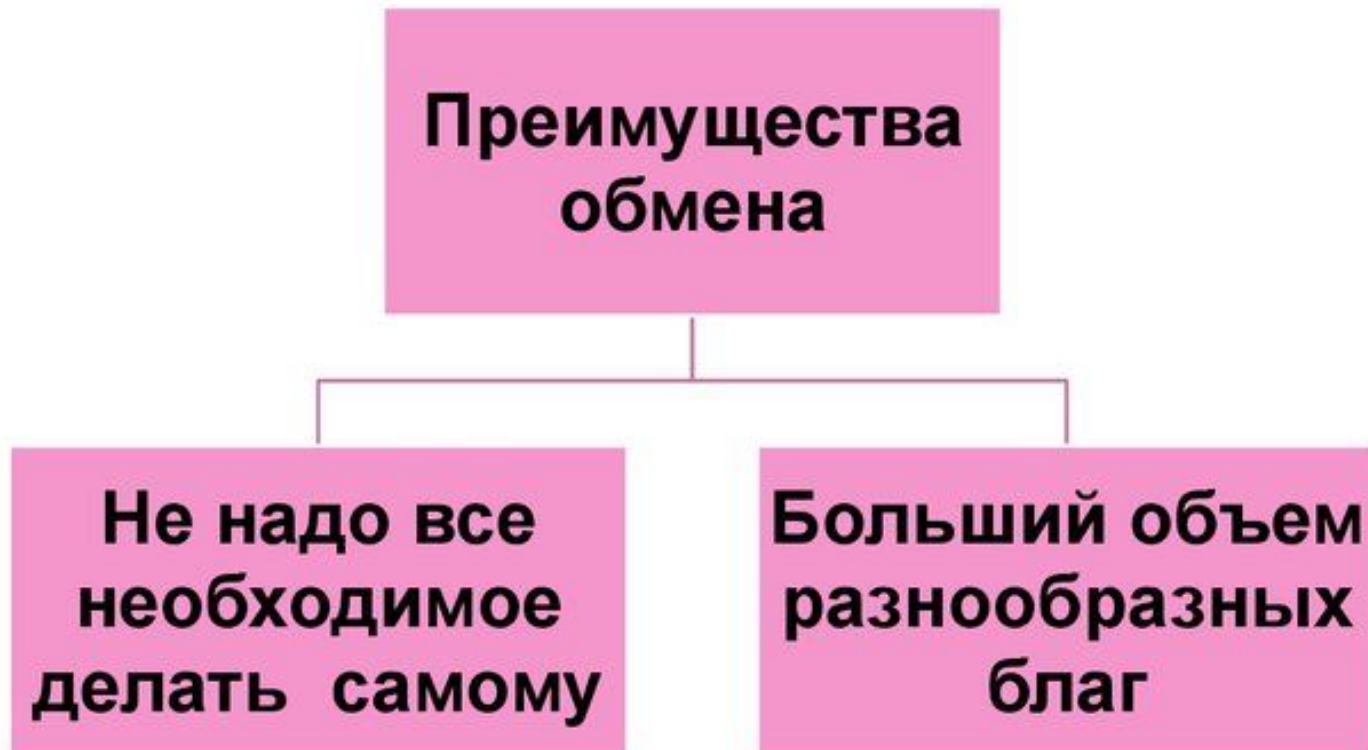 Преимущества
обмена
Не надо все
необходимое
делать самому
Больший объем
разнообразных
благ